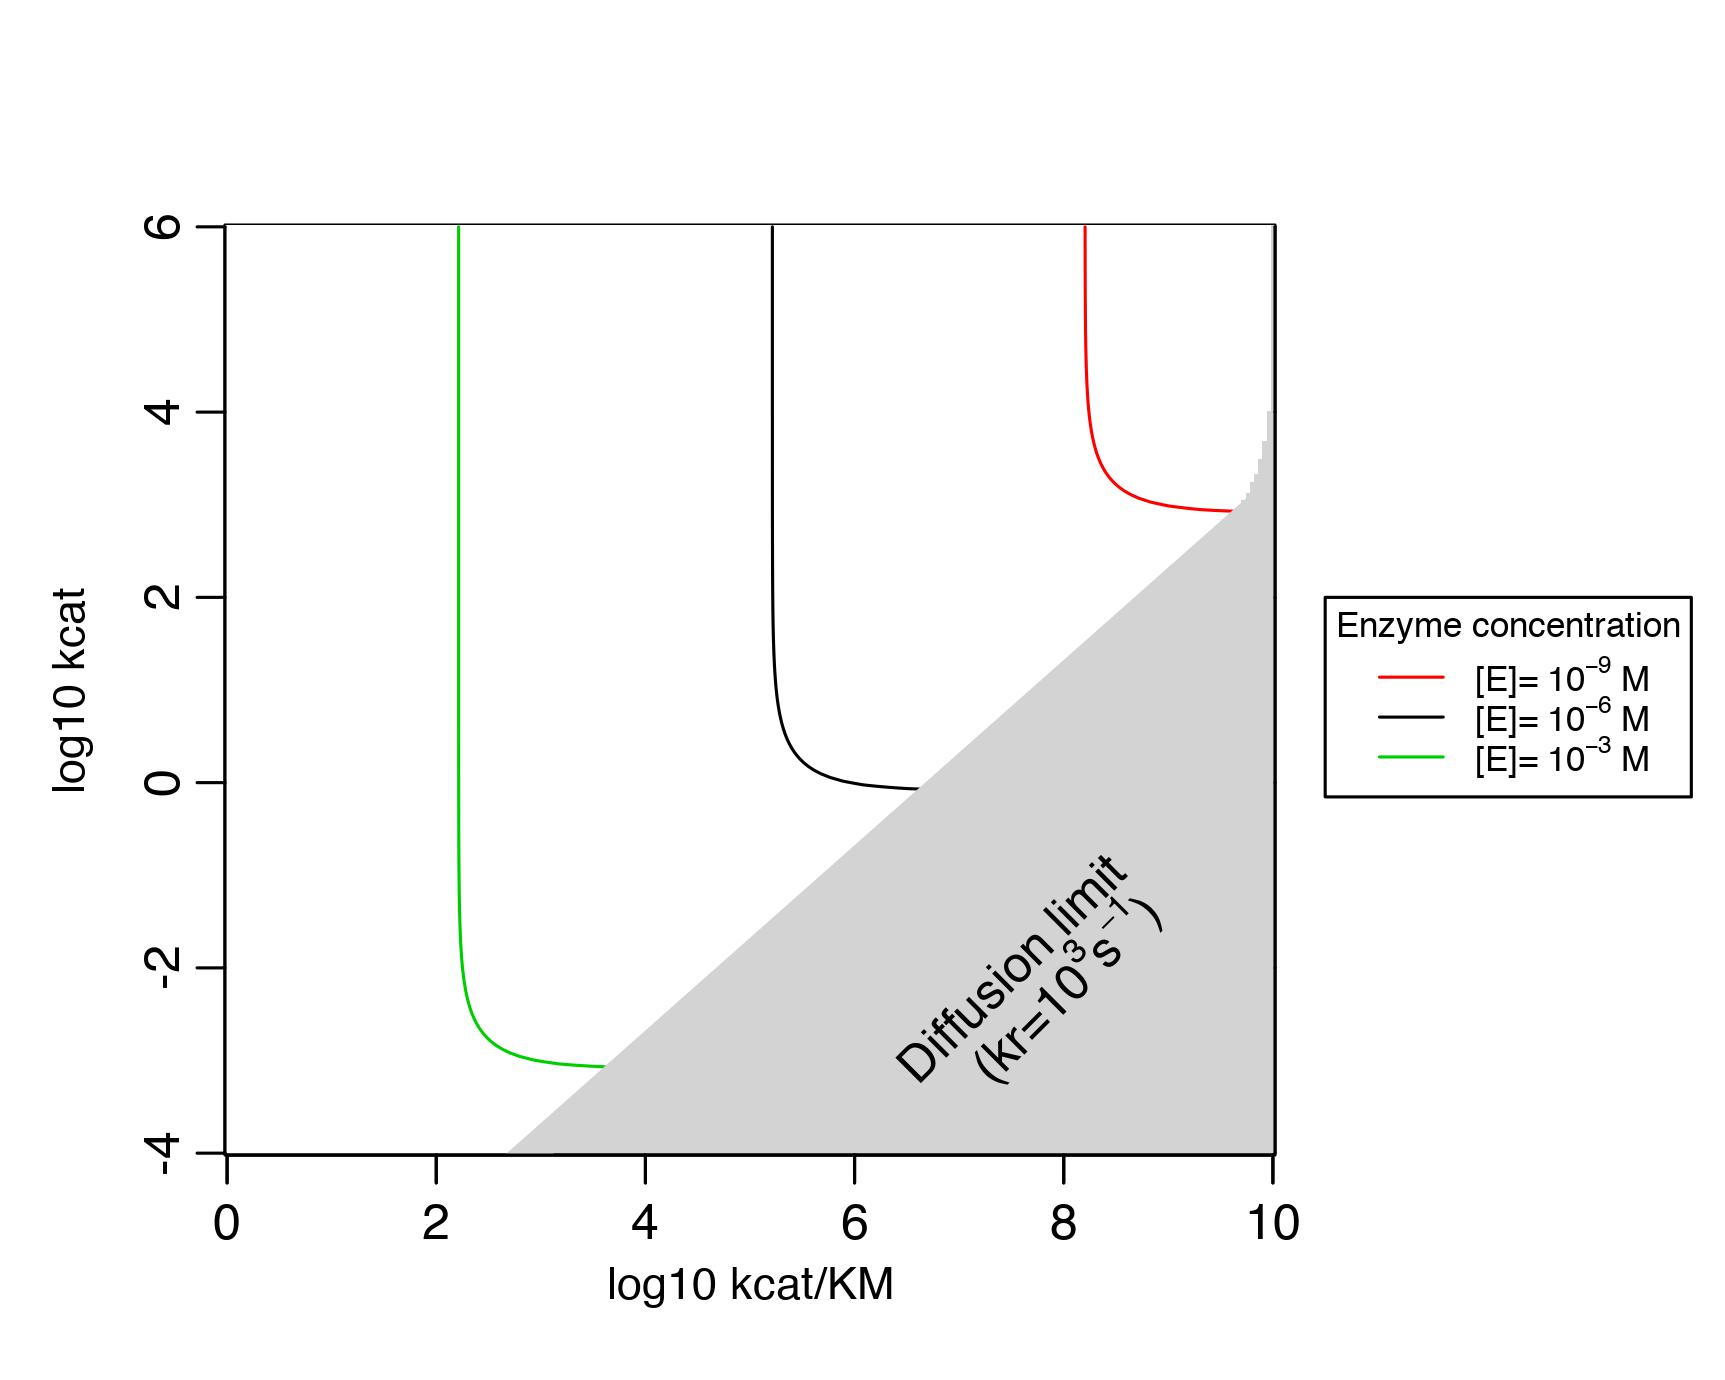 6
4
2
0
-2
-4
log10 kcat
0 2 4 6 8 10
log10 kcat/KM
Diffusion limit
(kr=10³s⁻¹)
Enzyme concentration
[E]= 10⁻⁹ M
[E]= 10⁻⁶ M
[E]= 10⁻³ M